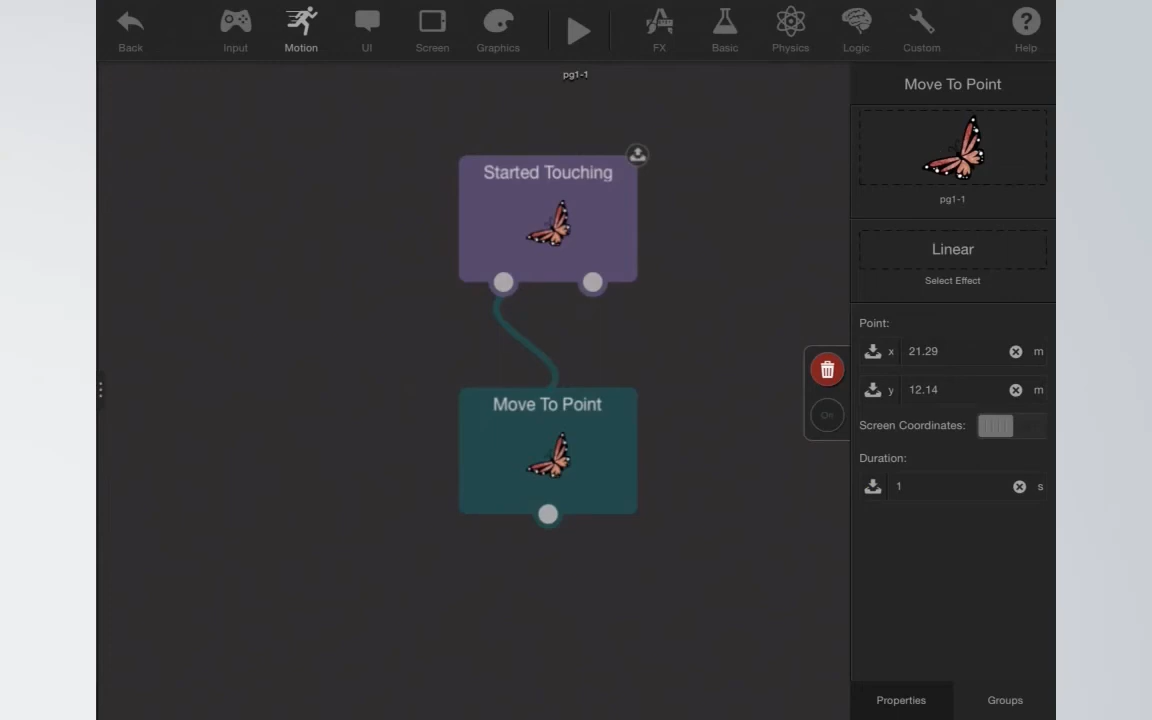 Back Input Motion UI Screen Graphics FX Basic Physics Logic Custom Help
pg1-1
Move To Point
Started Touching
pg1-1
Linear
Select Effect
Point:
x 21.29 m
y 12.14 m
Move To Point
Screen Coordinates:
Duration:
1 s
Properties Groups